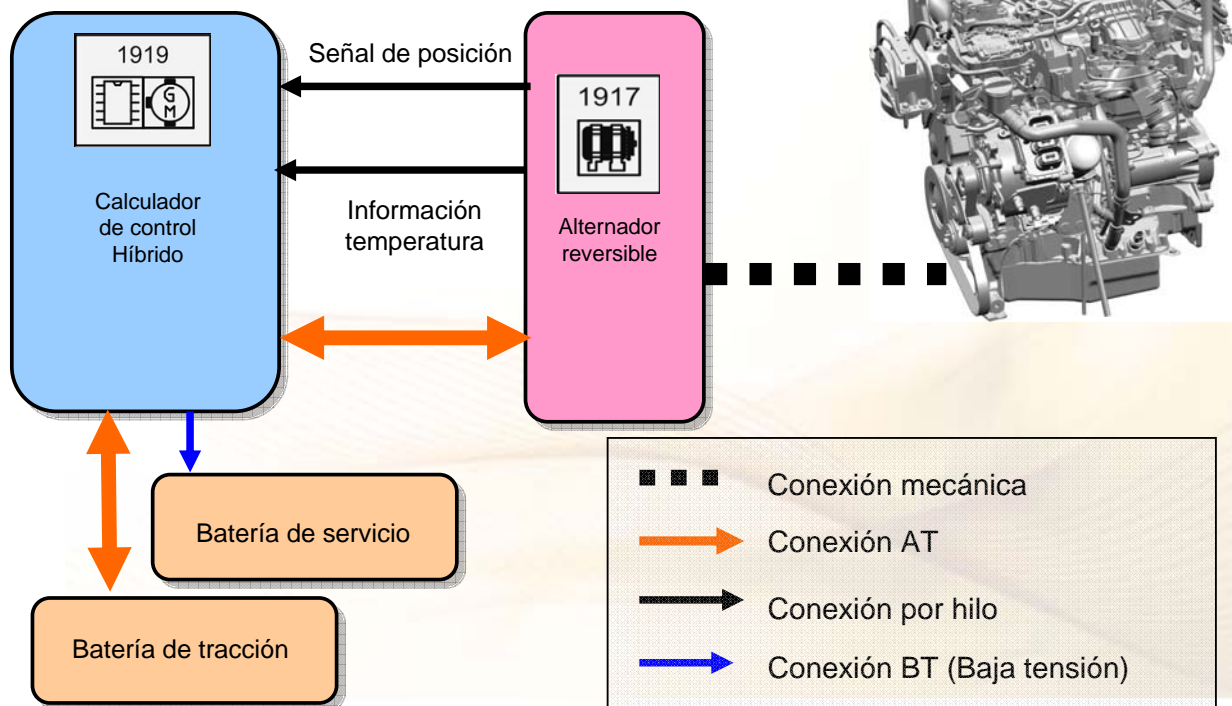 1919
G
M
Calculador
de control
Híbrido
Señal de posición
Información
temperatura
1917
Alternador
reversible
Batería de servicio
Batería de tracción
Conexión mecánica
Conexión AT
Conexión por hilo
Conexión BT (Baja tensión)